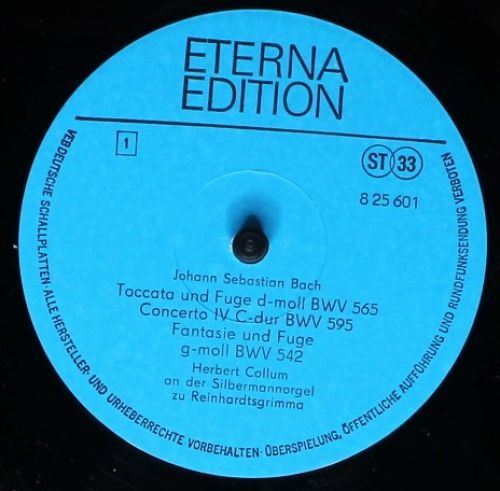 ETERNA
EDITION
1
ST 33
8 25 601
Johann Sebastian Bach
Toccata und Fuge d-moll BWV 565
Concerto IV C-dur BWV 595
Fantasie und Fuge
g-moll BWV 542
Herbert Collum
an der Silbermannorgel
zu Reinhardtsgrimma
VEB DEUTSCHE SCHALLPLATTEN · ALLE HERSTELLER- UND URHEBERRECHTE VORBEHALTEN · ÜBERSPIELUNG, ÖFFENTLICHE AUFFÜHRUNG UND RUNDFUNKSENDUNG VERBOTEN